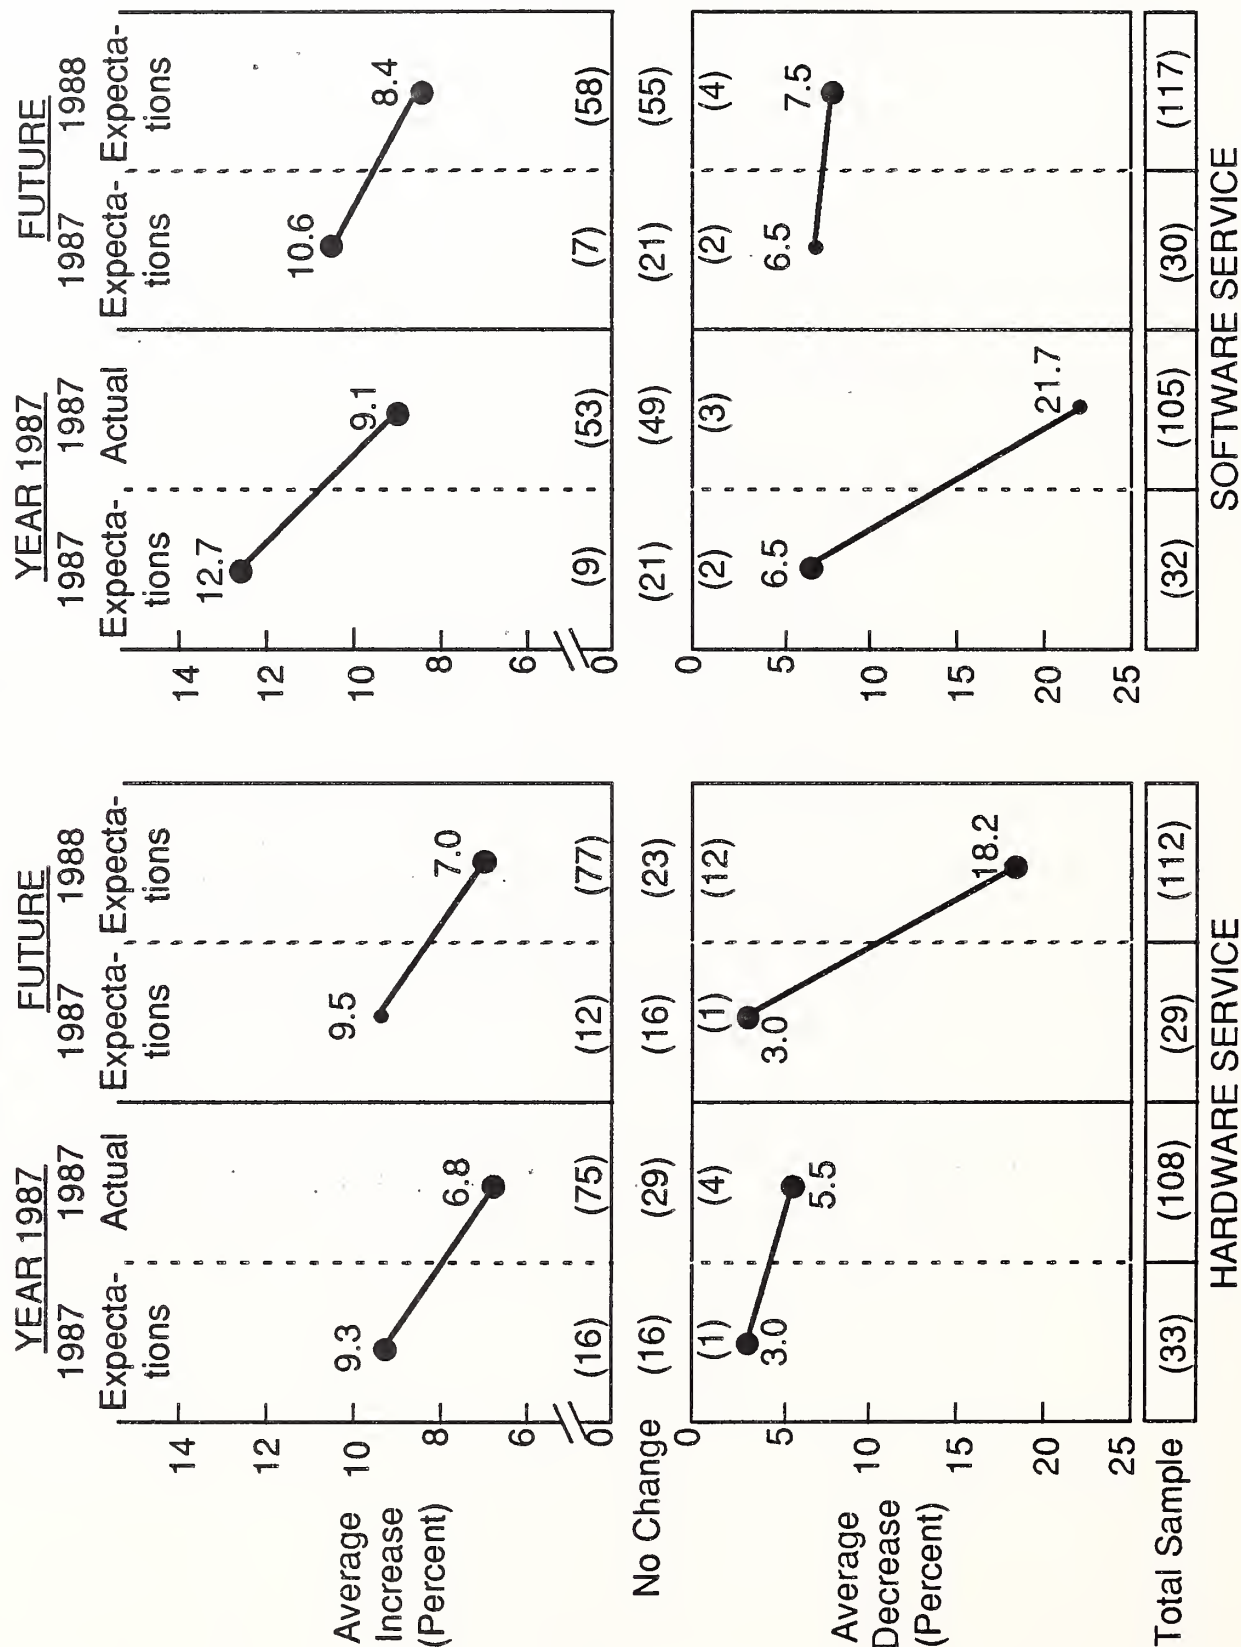 YEAR 1987 FUTURE YEAR 1987 FUTURE
1987 1987 1987 1988 1987 1987 1987 1988
Expecta- Actual Expecta- Expecta- Expecta- Actual Expecta- Expecta-
tions tions tions tions tions tions
14 14
12 12.7
12
10 9.3 9.5 10 10.6
Average 9.1
Increase 8 6.8 7.0 8 8.4
(Percent) 6 6
0 (16) (75) (12) (77) 0 (9) (53) (7) (58)
No Change (16) (29) (16) (23) (21) (49) (21) (55)
0 (1) (4) (1) (12) 0 (2) (3) (2) (4)
5 3.0 5.5 3.0 5 6.5 6.5 7.5
Average 10 10
Decrease 15 15
(Percent) 20 18.2 20 21.7
25 25
Total Sample (33) (108) (29) (112) (32) (105) (30) (117)
HARDWARE SERVICE SOFTWARE SERVICE